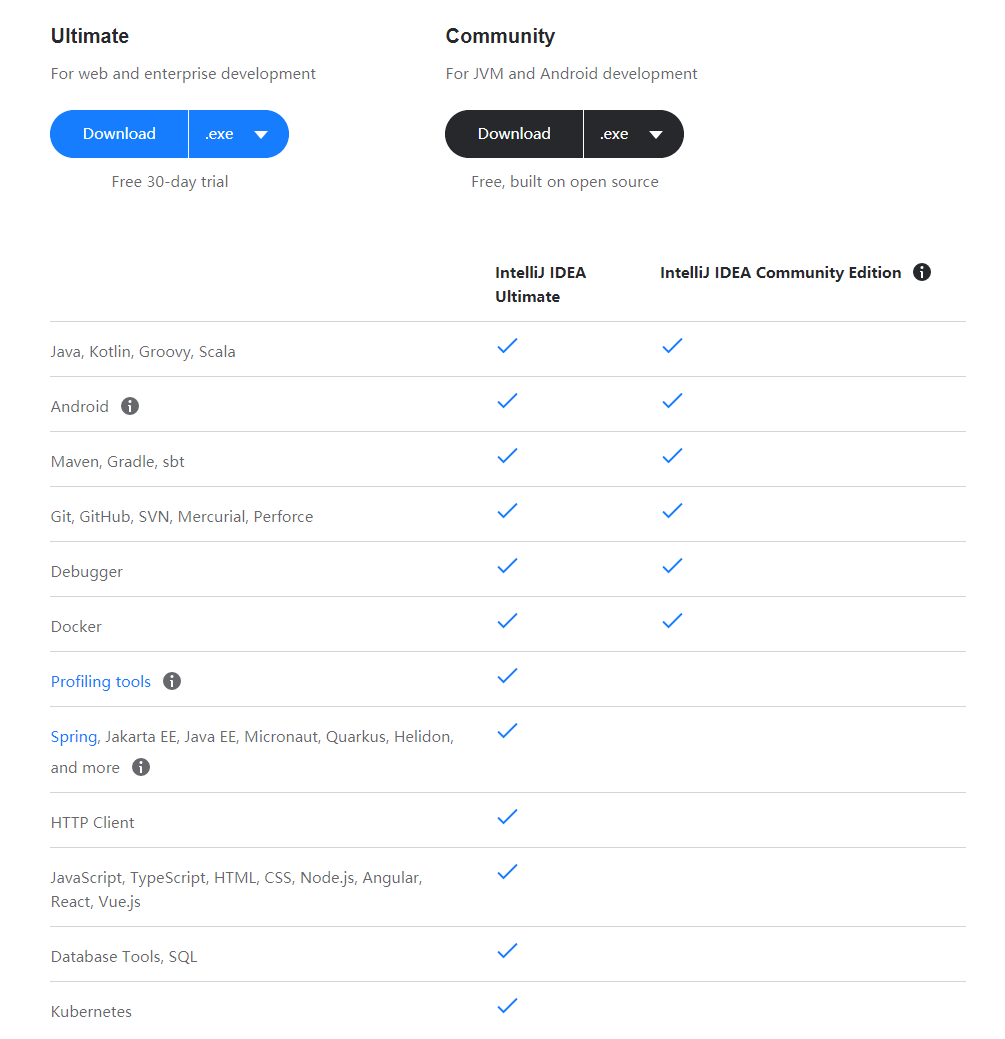 Ultimate
Community
For web and enterprise development
For JVM and Android development
Download
.exe
Download
.exe
Free 30-day trial
Free, built on open source
IntelliJ IDEA
Ultimate
IntelliJ IDEA Community Edition
Java, Kotlin, Groovy, Scala
Android
Maven, Gradle, sbt
Git, GitHub, SVN, Mercurial, Perforce
Debugger
Docker
Profiling tools
Spring, Jakarta EE, Java EE, Micronaut, Quarkus, Helidon,
and more
HTTP Client
JavaScript, TypeScript, HTML, CSS, Node.js, Angular,
React, Vue.js
Database Tools, SQL
Kubernetes